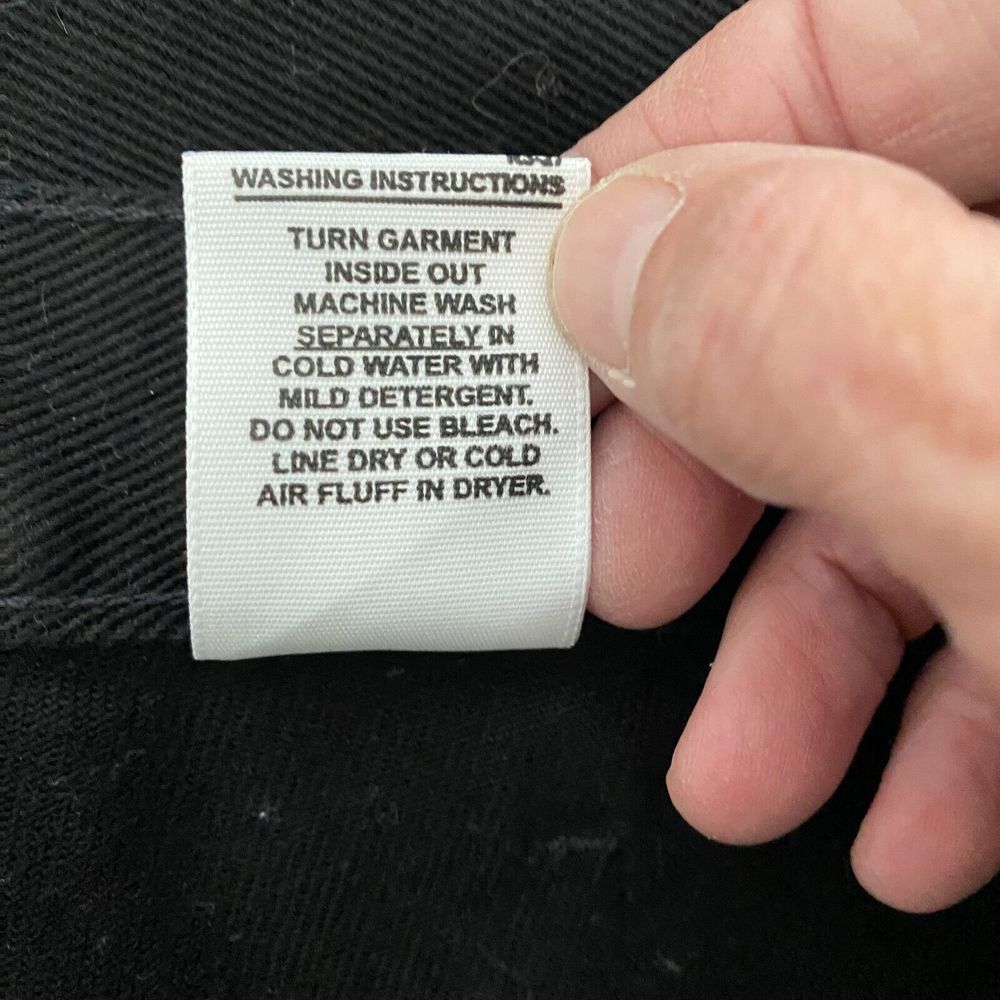 WASHING INSTRUCTIONS
TURN GARMENT
INSIDE OUT
MACHINE WASH
SEPARATELY IN
COLD WATER WITH
MILD DETERGENT.
DO NOT USE BLEACH.
LINE DRY OR COLD
AIR FLUFF IN DRYER.